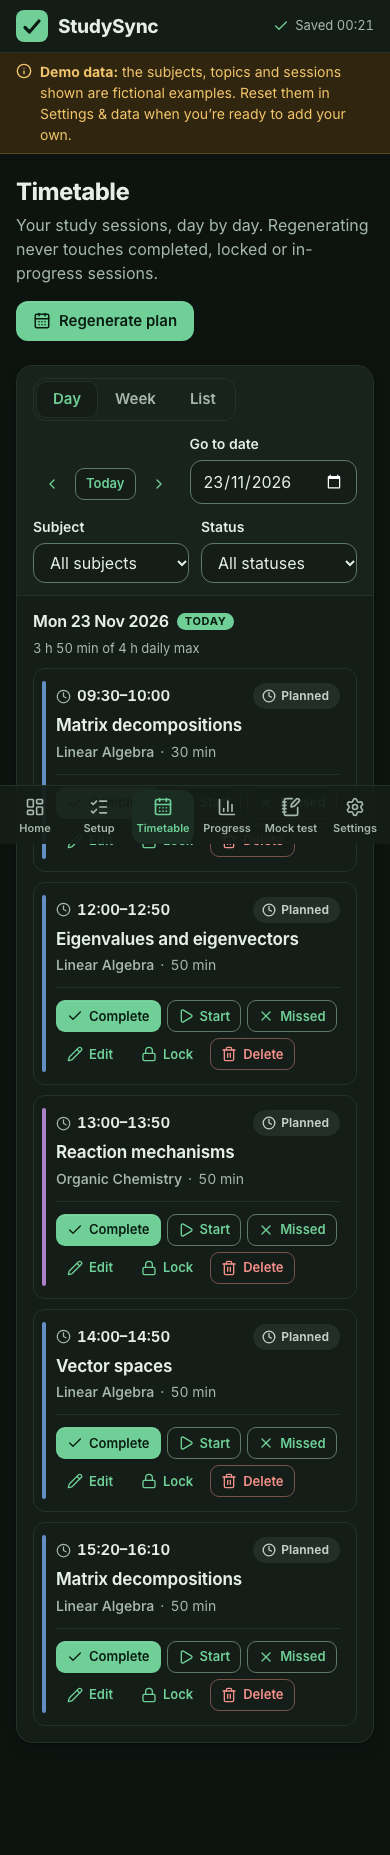 StudySync
Saved 00:21
Demo data: the subjects, topics and sessions
shown are fictional examples. Reset them in
Settings & data when you're ready to add your
own.
Timetable
Your study sessions, day by day. Regenerating
never touches completed, locked or in-
progress sessions.
Regenerate plan
Day Week List
Go to date
Today 23/11/2026
Subject Status
All subjects All statuses
Mon 23 Nov 2026 TODAY
3 h 50 min of 4 h daily max
09:30–10:00 Planned
Matrix decompositions
Linear Algebra · 30 min
Home Setup Timetable Progress Mock test Settings
12:00–12:50 Planned
Eigenvalues and eigenvectors
Linear Algebra · 50 min
Complete Start Missed
Edit Lock Delete
13:00–13:50 Planned
Reaction mechanisms
Organic Chemistry · 50 min
Complete Start Missed
Edit Lock Delete
14:00–14:50 Planned
Vector spaces
Linear Algebra · 50 min
Complete Start Missed
Edit Lock Delete
15:20–16:10 Planned
Matrix decompositions
Linear Algebra · 50 min
Complete Start Missed
Edit Lock Delete